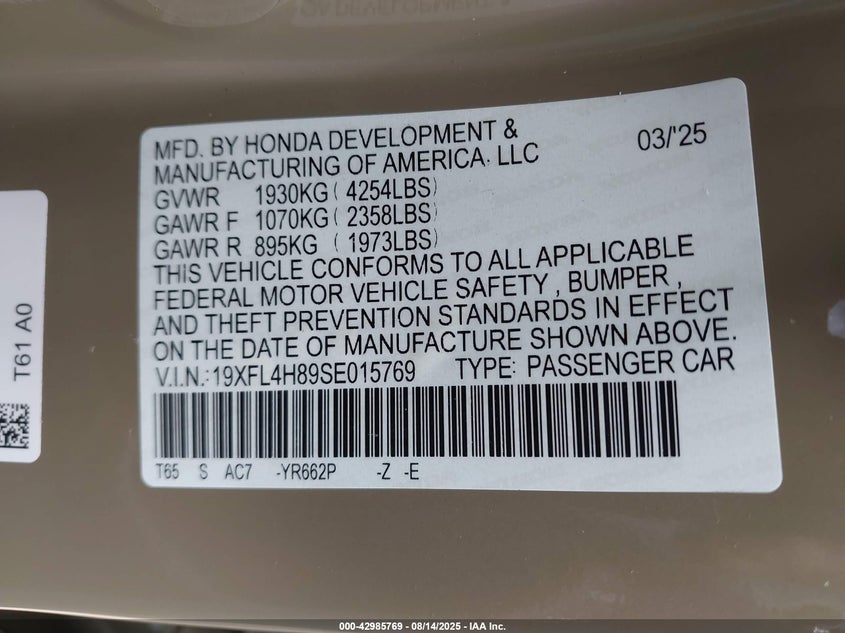 MFD. BY HONDA DEVELOPMENT &
MANUFACTURING OF AMERICA, LLC 03/'25
GVWR 1930KG ( 4254LBS)
GAWR F 1070KG ( 2358LBS)
GAWR R 895KG ( 1973LBS)
THIS VEHICLE CONFORMS TO ALL APPLICABLE
FEDERAL MOTOR VEHICLE SAFETY , BUMPER ,
AND THEFT PREVENTION STANDARDS IN EFFECT
ON THE DATE OF MANUFACTURE SHOWN ABOVE.
V.I.N.:19XFL4H89SE015769 TYPE: PASSENGER CAR
T65 S AC7 -YR662P -Z -E
T61 A0
000-42985769 • 08/14/2025 • IAA Inc.